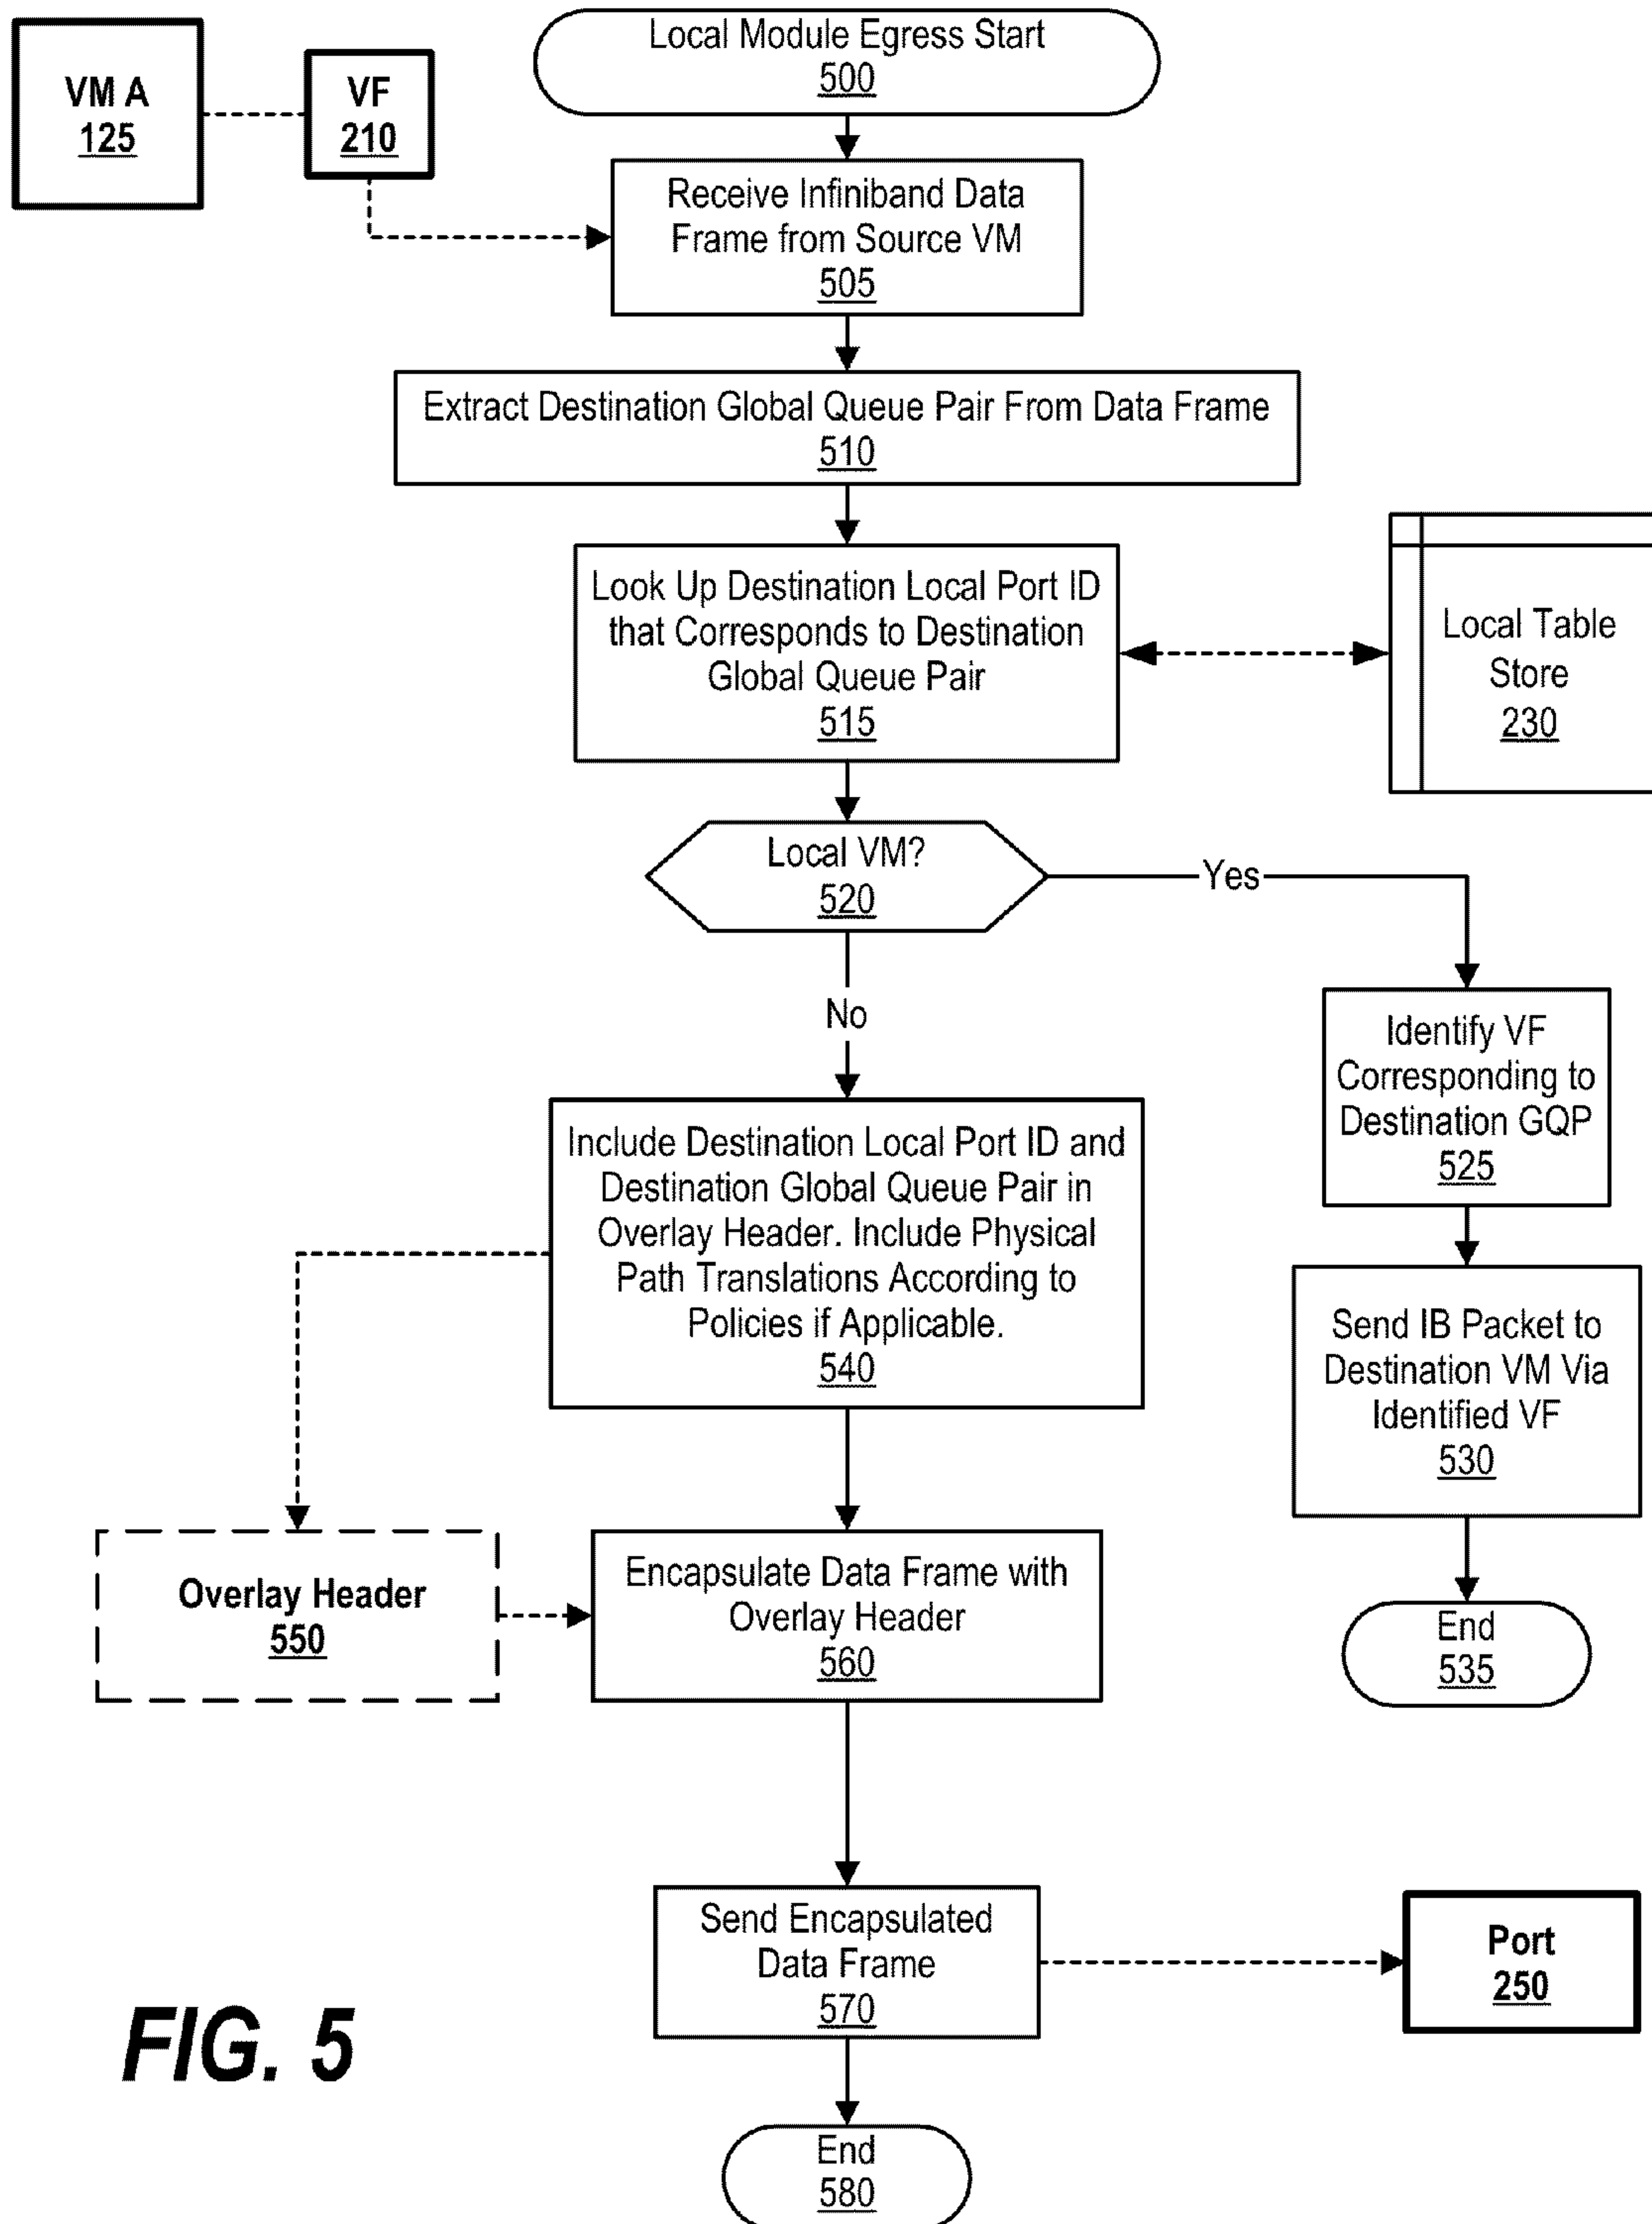 Local Module Egress Start
500
VM A
125
VF
210
Receive Infiniband Data
Frame from Source VM
505
Extract Destination Global Queue Pair From Data Frame
510
Look Up Destination Local Port ID
that Corresponds to Destination
Global Queue Pair
515
Local Table
Store
230
Local VM?
520
Yes
No
Identify VF
Corresponding to
Destination GQP
525
Include Destination Local Port ID and
Destination Global Queue Pair in
Overlay Header. Include Physical
Path Translations According to
Policies if Applicable.
540
Send IB Packet to
Destination VM Via
Identified VF
530
Overlay Header
550
Encapsulate Data Frame with
Overlay Header
560
End
535
Send Encapsulated
Data Frame
570
Port
250
FIG. 5
End
580